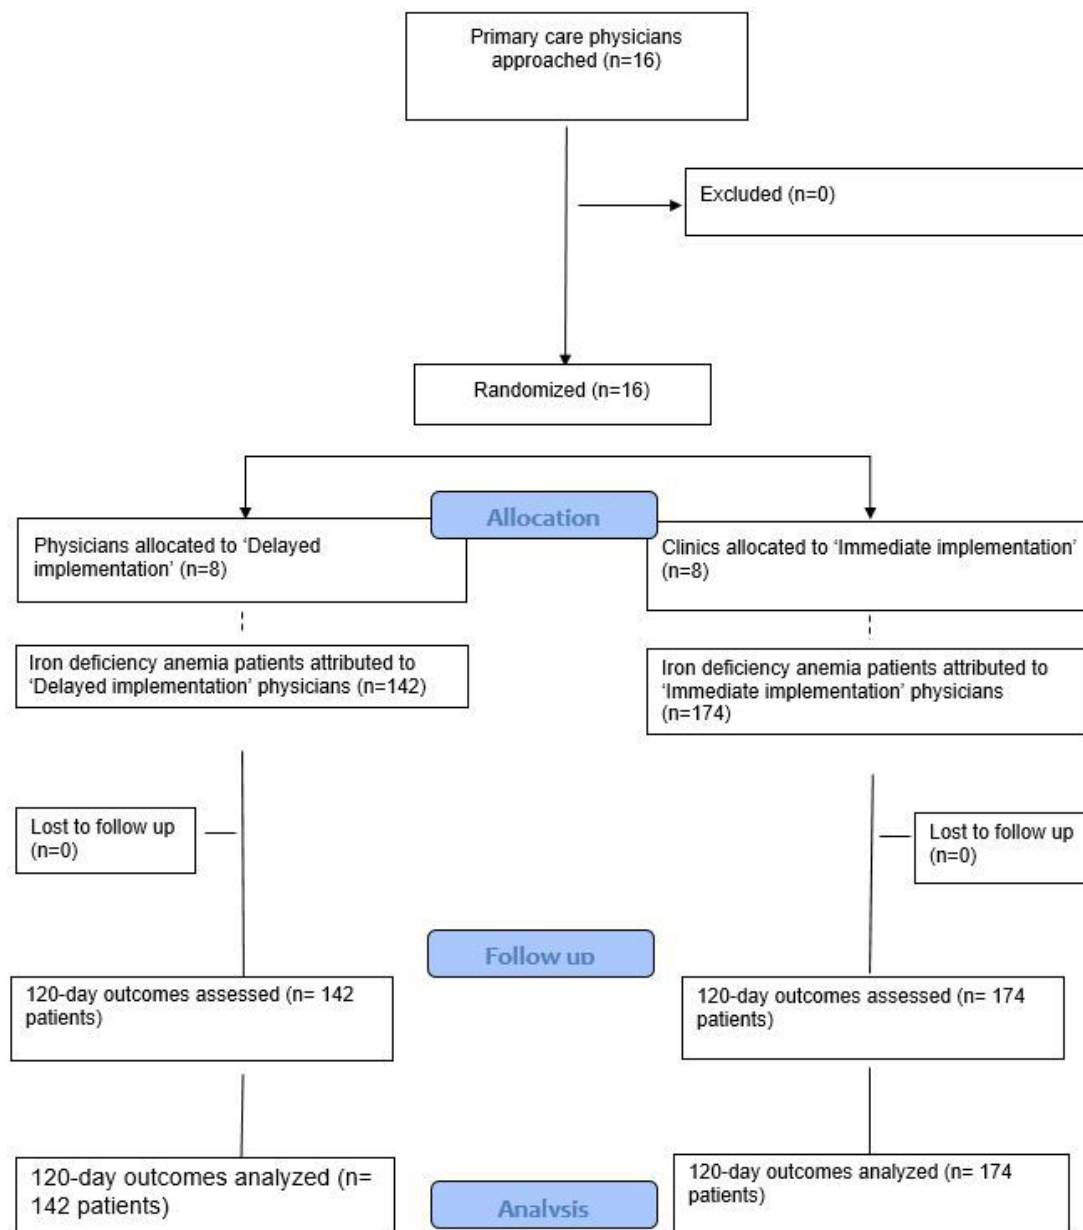 Primary care physicians
approached (n=16)
Excluded (n=0)
Randomized (n=16)
Allocation
Physicians allocated to ‘Delayed
implementation’ (n=8)
Clinics allocated to ‘Immediate implementation’
(n=8)
Iron deficiency anemia patients attributed to
‘Delayed implementation’ physicians (n=142)
Iron deficiency anemia patients attributed to
‘Immediate implementation’ physicians
(n=174)
Lost to follow up
(n=0)
Lost to follow up
(n=0)
Follow up
120-day outcomes assessed (n= 142
patients)
120-day outcomes assessed (n= 174
patients)
120-day outcomes analyzed (n=
142 patients)
120-day outcomes analyzed (n= 174
patients)
Analysis